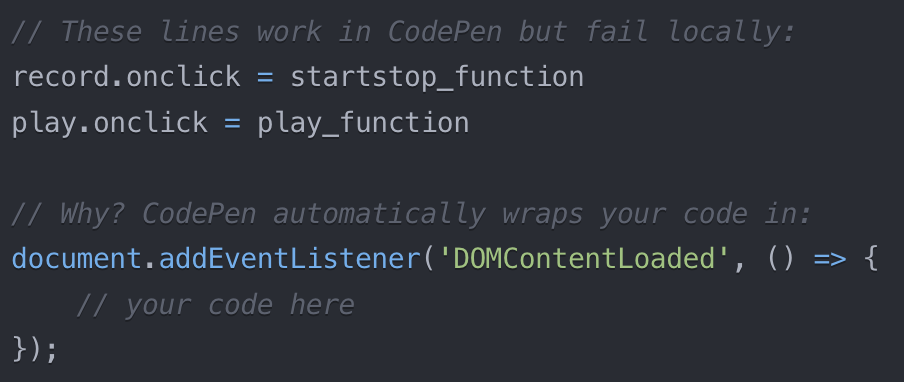 // These lines work in CodePen but fail locally:
record.onclick = startstop_function
play.onclick = play_function

// Why? CodePen automatically wraps your code in:
document.addEventListener('DOMContentLoaded', () => {
    // your code here
});